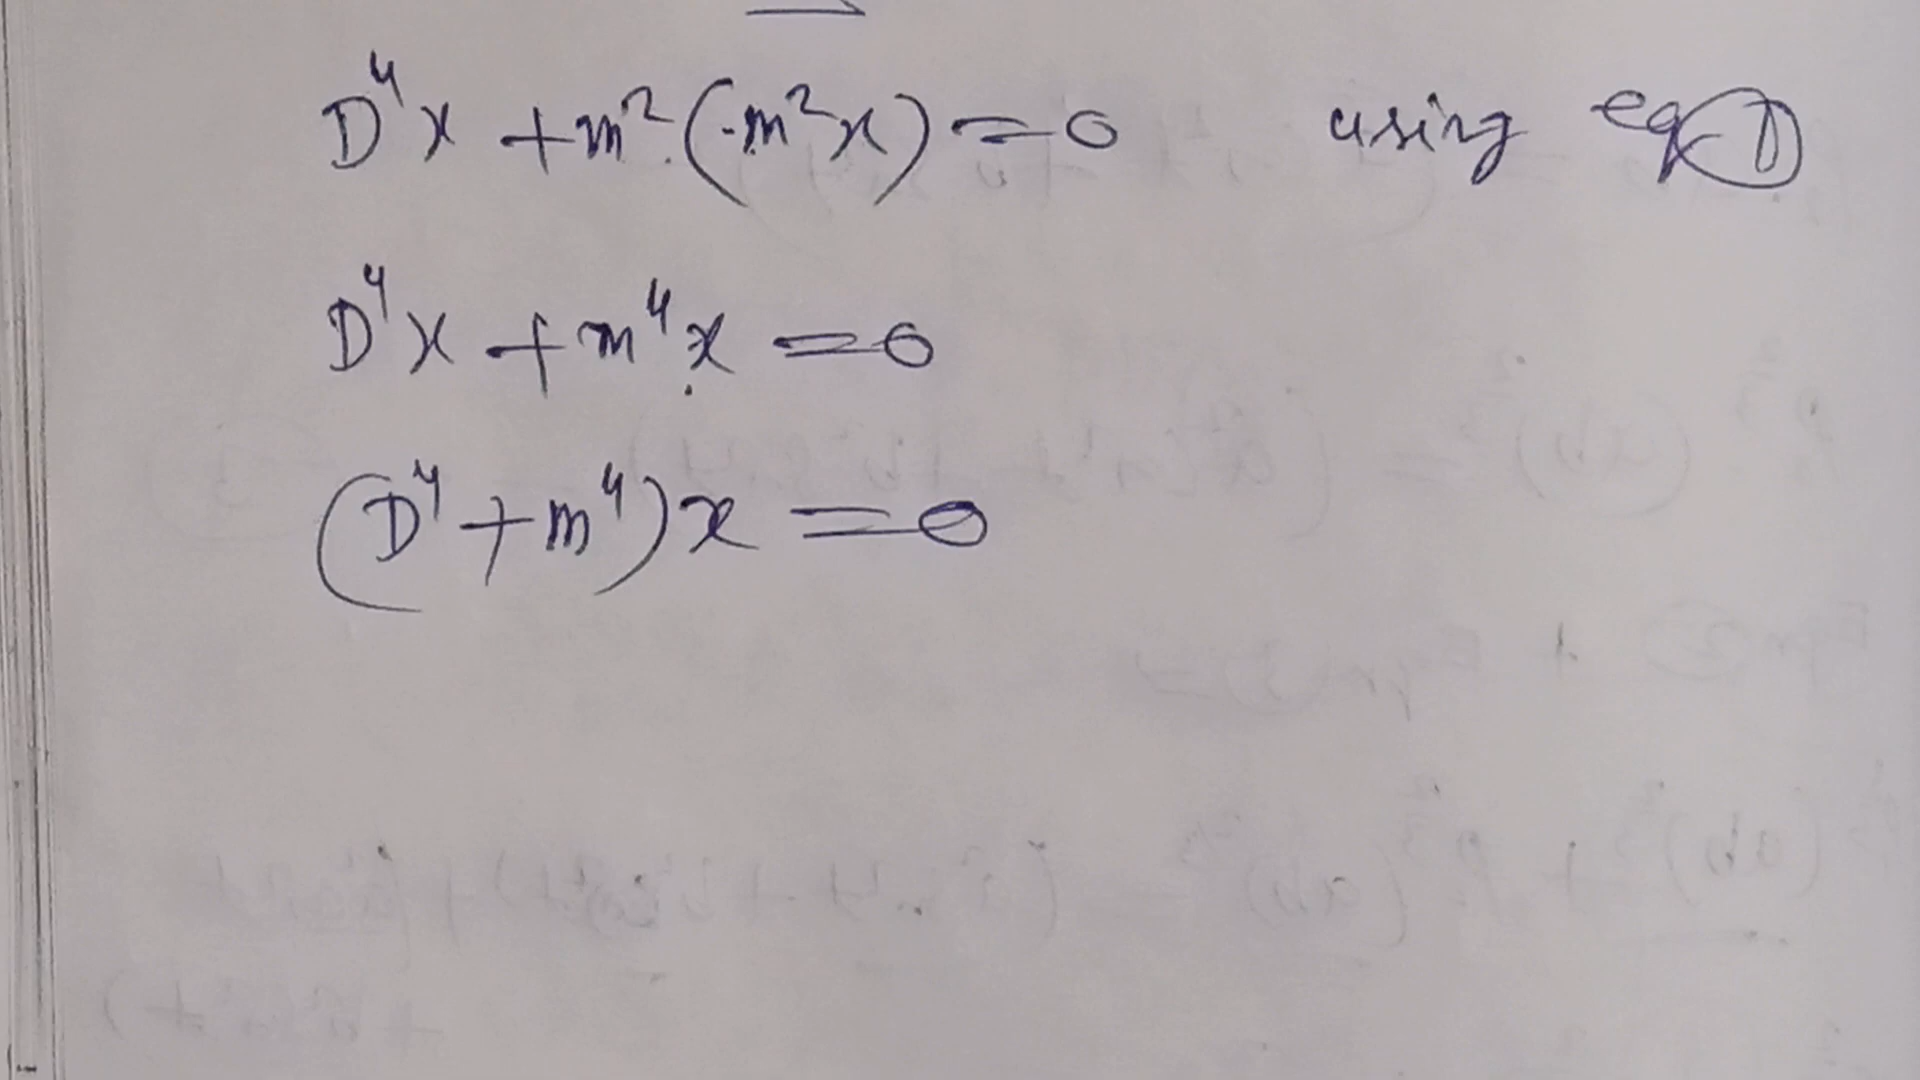 D⁴x + m²(-m²x) = 0 using eq ①
D⁴x + m⁴x = 0
(D⁴ + m⁴)x = 0